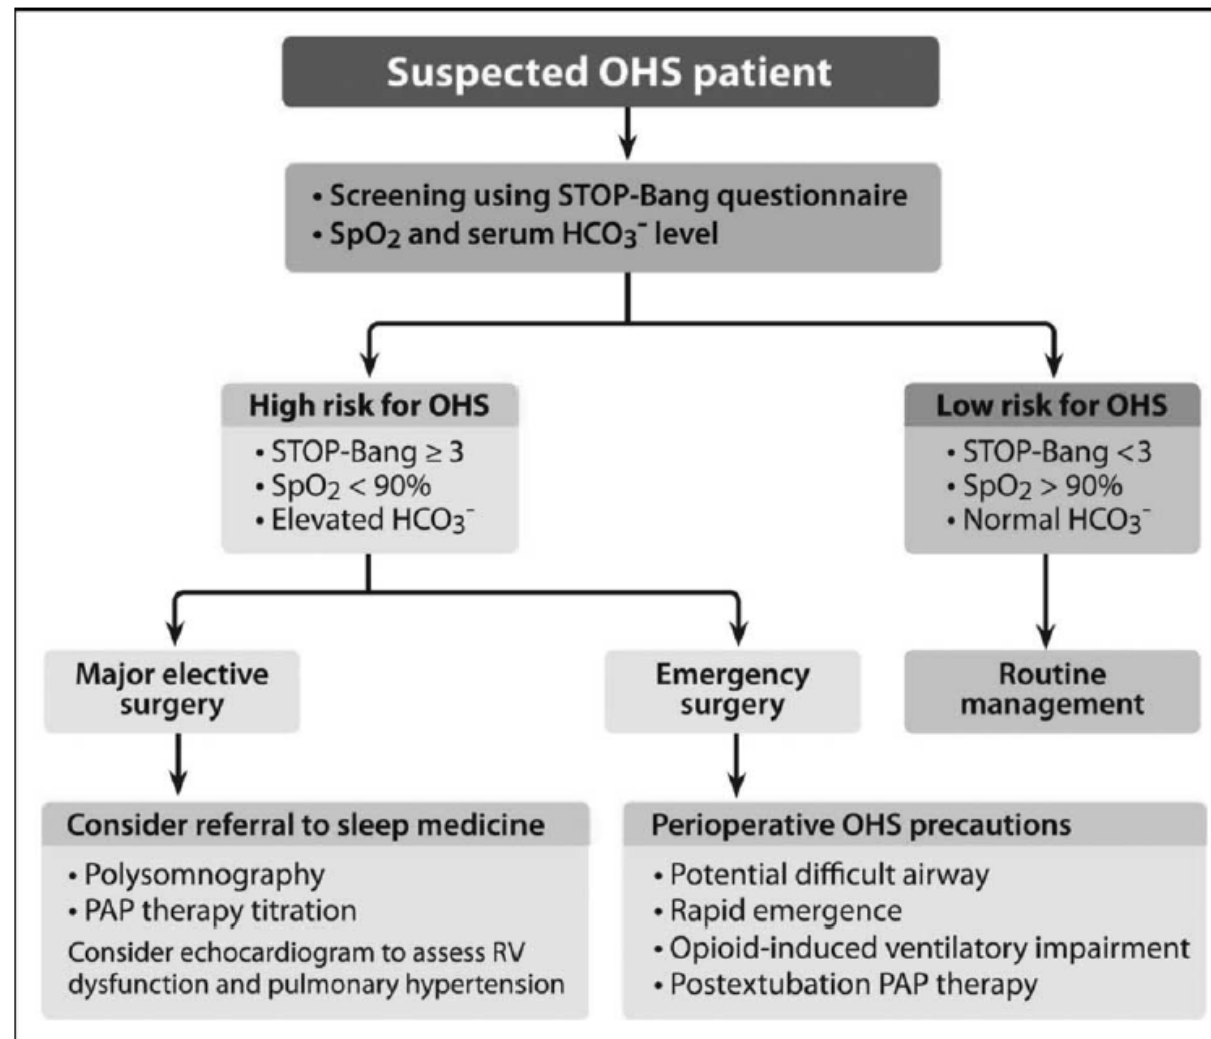 Suspected OHS patient
• Screening using STOP-Bang questionnaire
• SpO₂ and serum HCO₃⁻ level
High risk for OHS
• STOP-Bang ≥ 3
• SpO₂ < 90%
• Elevated HCO₃⁻
Low risk for OHS
• STOP-Bang <3
• SpO₂ > 90%
• Normal HCO₃⁻
Major elective
surgery
Emergency
surgery
Routine
management
Consider referral to sleep medicine
• Polysomnography
• PAP therapy titration
Consider echocardiogram to assess RV
dysfunction and pulmonary hypertension
Perioperative OHS precautions
• Potential difficult airway
• Rapid emergence
• Opioid-induced ventilatory impairment
• Postextubation PAP therapy